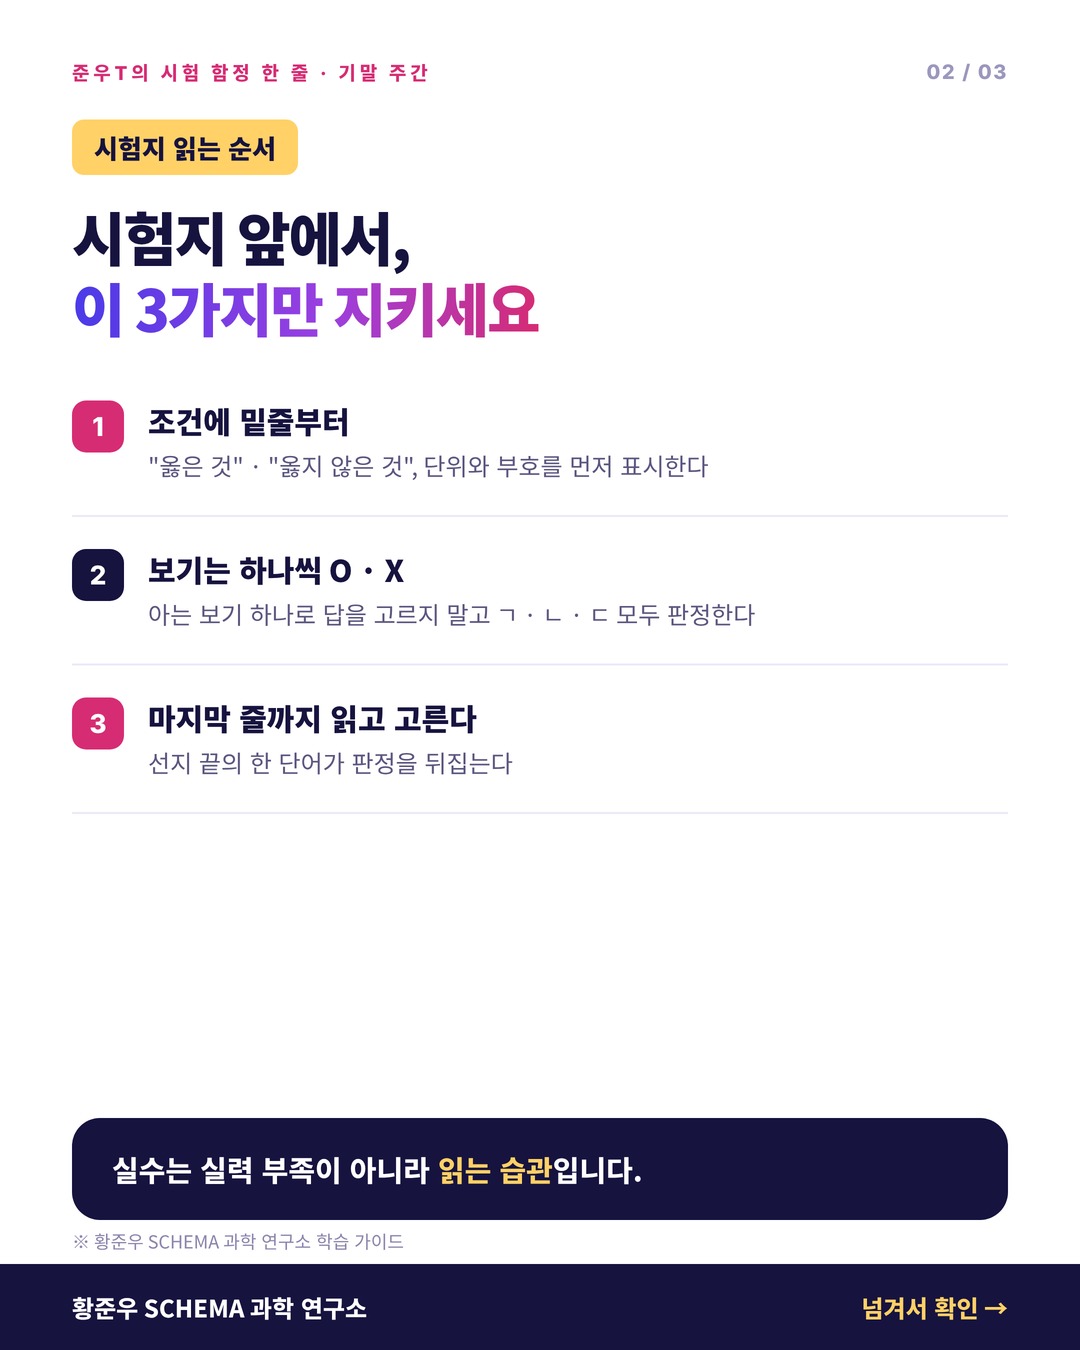 준우T의 시험 함정 한 줄 · 기말 주간
02 / 03
시험지 읽는 순서
시험지 앞에서,
이 3가지만 지키세요
1
조건에 밑줄부터
"옳은 것" · "옳지 않은 것", 단위와 부호를 먼저 표시한다
2
보기는 하나씩 O · X
아는 보기 하나로 답을 고르지 말고 ㄱ · ㄴ · ㄷ 모두 판정한다
3
마지막 줄까지 읽고 고른다
선지 끝의 한 단어가 판정을 뒤집는다
실수는 실력 부족이 아니라 읽는 습관입니다.
※ 황준우 SCHEMA 과학 연구소 학습 가이드
황준우 SCHEMA 과학 연구소
넘겨서 확인 →